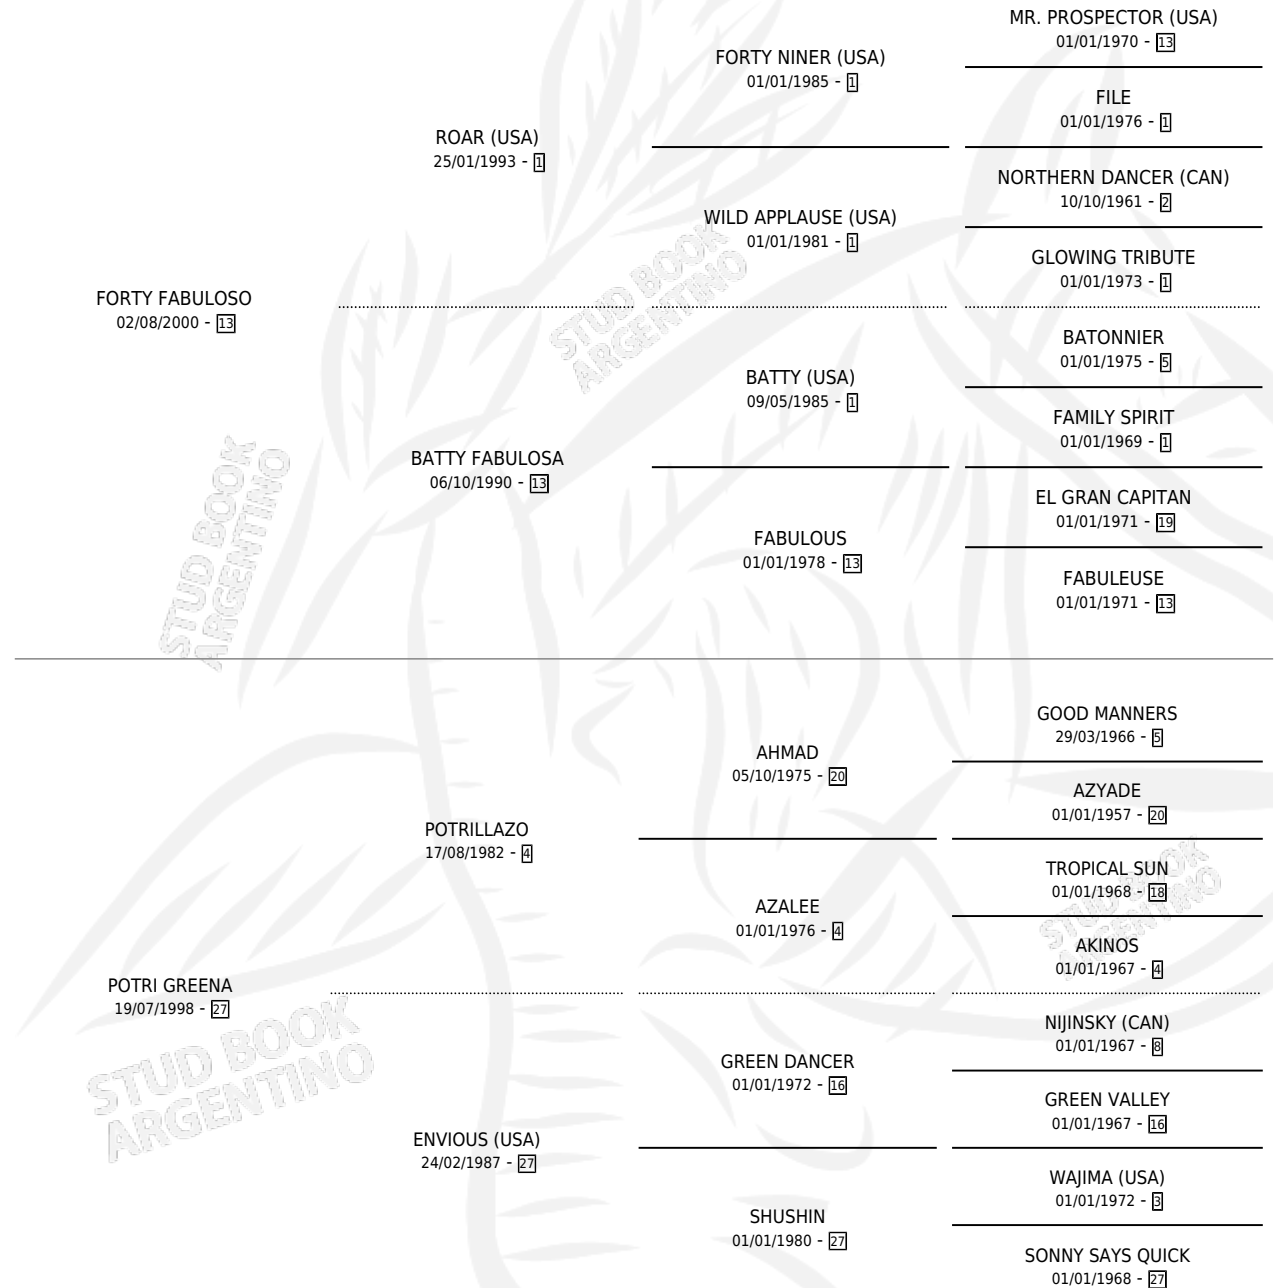 MR. PROSPECTOR (USA)
01/01/1970 - 13
FORTY NINER (USA)
01/01/1985 - 1
FILE
01/01/1976 - 1
ROAR (USA)
25/01/1993 - 1
NORTHERN DANCER (CAN)
10/10/1961 - 2
WILD APPLAUSE (USA)
01/01/1981 - 1
GLOWING TRIBUTE
01/01/1973 - 1
FORTY FABULOSO
02/08/2000 - 13
BATONNIER
01/01/1975 - 5
BATTY (USA)
09/05/1985 - 1
FAMILY SPIRIT
01/01/1969 - 1
BATTY FABULOSA
06/10/1990 - 13
EL GRAN CAPITAN
01/01/1971 - 19
FABULOUS
01/01/1978 - 13
FABULEUSE
01/01/1971 - 13
GOOD MANNERS
29/03/1966 - 5
AHMAD
05/10/1975 - 20
AZYADE
01/01/1957 - 20
POTRILLAZO
17/08/1982 - 4
TROPICAL SUN
01/01/1968 - 18
AZALEE
01/01/1976 - 4
AKINOS
01/01/1967 - 4
POTRI GREENA
19/07/1998 - 27
NIJINSKY (CAN)
01/01/1967 - 8
GREEN DANCER
01/01/1972 - 16
GREEN VALLEY
01/01/1967 - 16
ENVIOUS (USA)
24/02/1987 - 27
WAJIMA (USA)
01/01/1972 - 3
SHUSHIN
01/01/1980 - 27
SONNY SAYS QUICK
01/01/1968 - 27
STUD BOOK
ARGENTINO
STUD BOOK
ARGENTINO
STUD BOOK
ARGENTINO
STUD BOOK
ARGENTINO